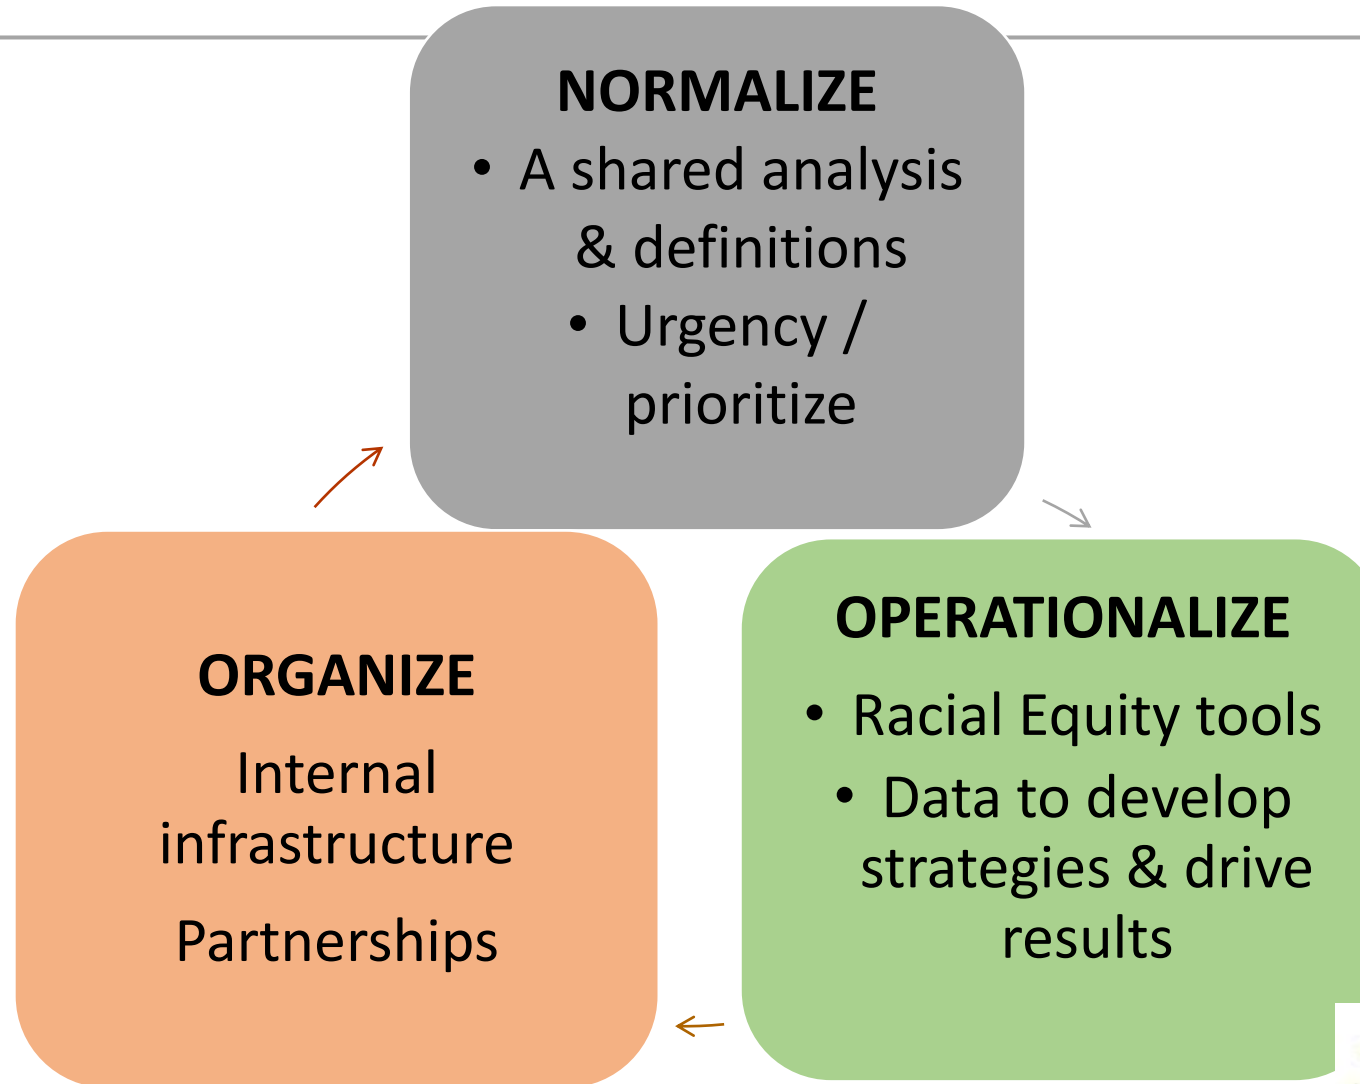 NORMALIZE
• A shared analysis
& definitions
• Urgency /
prioritize
ORGANIZE
Internal
infrastructure
Partnerships
OPERATIONALIZE
• Racial Equity tools
• Data to develop
strategies & drive
results